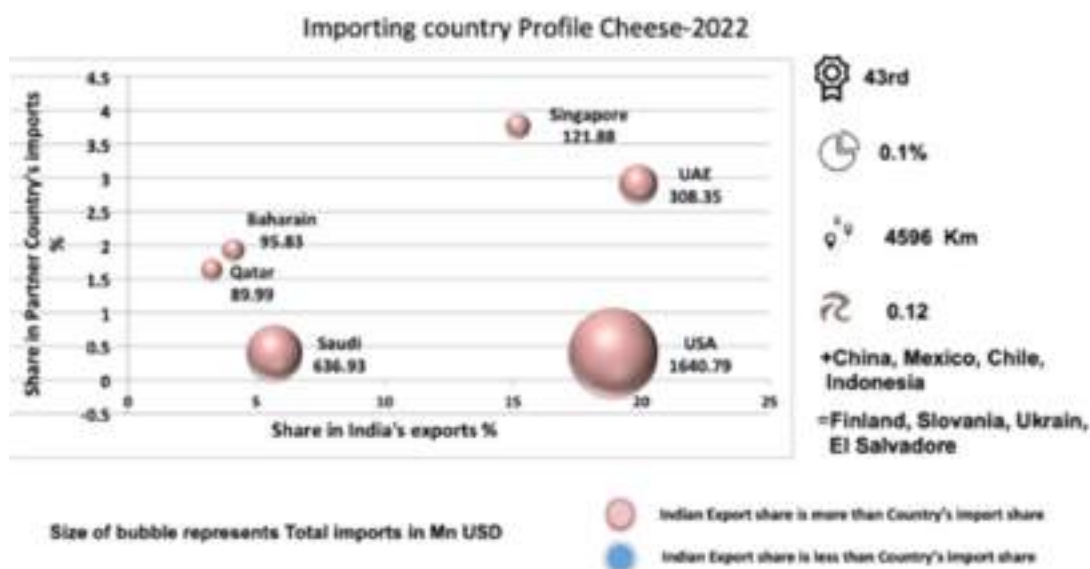 Importing country Profile Cheese-2022
Share in Partner Country's imports
%
4.5
4
3.5
3
2.5
2
1.5
1
0.5
0
-0.5
Singapore
121.88
UAE
308.35
Baharain
95.83
Qatar
89.99
Saudi
636.93
USA
1640.79
0 5 10 15 20 25
Share in India's exports %
43rd
0.1%
4596 Km
0.12
+China, Mexico, Chile,
Indonesia
=Finland, Slovania, Ukrain,
El Salvadore
Size of bubble represents Total imports in Mn USD
Indian Export share is more than Country's import share
Indian Export share is less than Country's import share